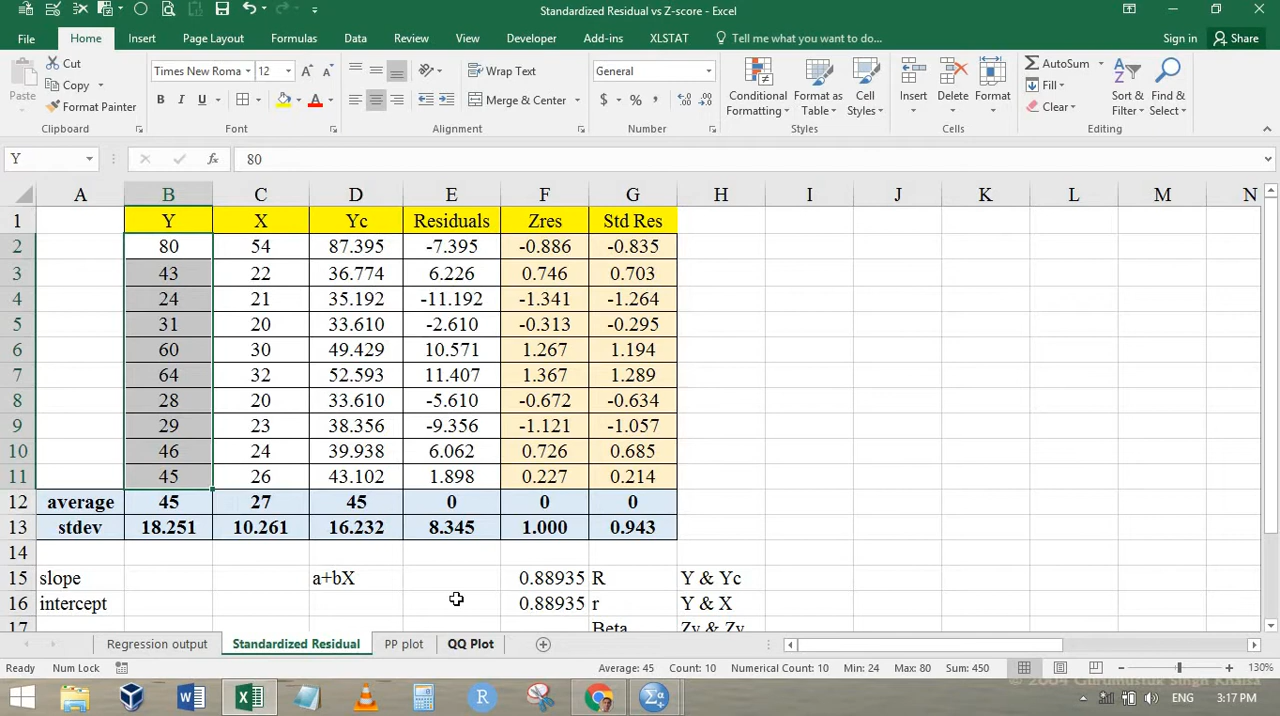 Standardized Residual vs Z-score - Excel
File Home Insert Page Layout Formulas Data Review View Developer Add-ins XLSTAT Tell me what you want to do... Sign in Share
Paste Cut Copy Format Painter Clipboard
Times New Roma 12 B I U A Font
Wrap Text Merge & Center Alignment
General $ % , Number
Conditional Formatting Format as Table Cell Styles Styles
Insert Delete Format Cells
AutoSum Fill Clear Sort & Filter Find & Select Editing
Y fx 80
A B C D E F G H I J K L M N
1 Y X Yc Residuals Zres Std Res
2 80 54 87.395 -7.395 -0.886 -0.835
3 43 22 36.774 6.226 0.746 0.703
4 24 21 35.192 -11.192 -1.341 -1.264
5 31 20 33.610 -2.610 -0.313 -0.295
6 60 30 49.429 10.571 1.267 1.194
7 64 32 52.593 11.407 1.367 1.289
8 28 20 33.610 -5.610 -0.672 -0.634
9 29 23 38.356 -9.356 -1.121 -1.057
10 46 24 39.938 6.062 0.726 0.685
11 45 26 43.102 1.898 0.227 0.214
12 average 45 27 45 0 0 0
13 stdev 18.251 10.261 16.232 8.345 1.000 0.943
14
15 slope a+bX 0.88935 R Y & Yc
16 intercept 0.88935 r Y & X
17 Beta
Regression output Standardized Residual PP plot QQ Plot
Ready Num Lock Average: 45 Count: 10 Numerical Count: 10 Min: 24 Max: 80 Sum: 450 130%
© 2004 Gurumustuk Singh Khalsa
ENG 3:17 PM